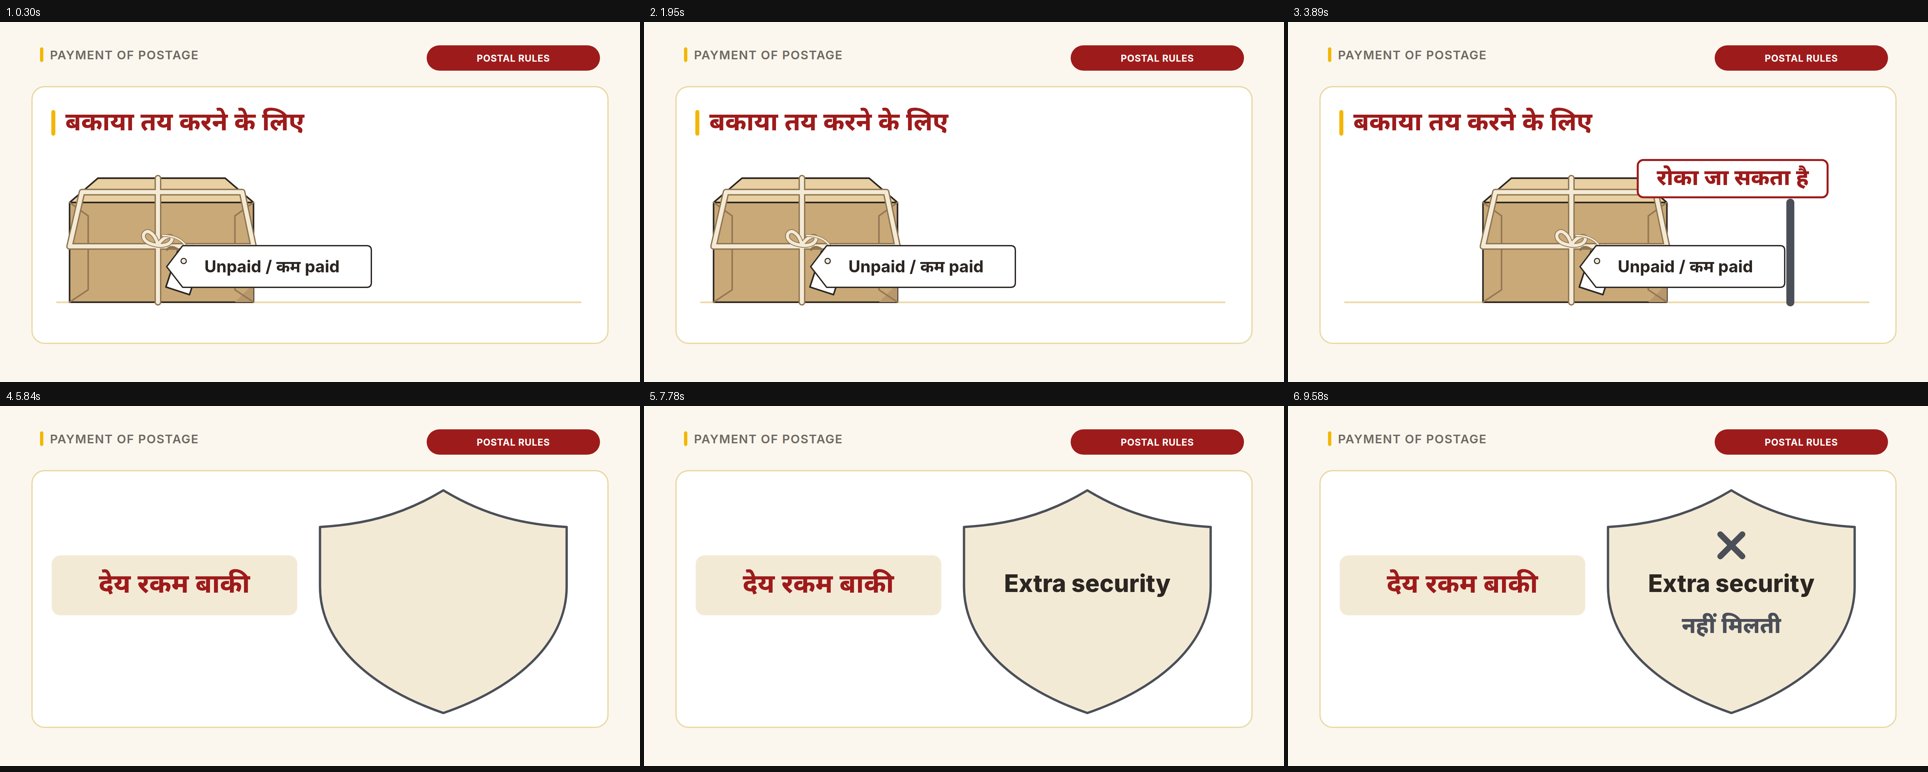 1. 0.30s
PAYMENT OF POSTAGE
POSTAL RULES
बकाया तय करने के लिए
Unpaid / कम paid
2. 1.95s
PAYMENT OF POSTAGE
POSTAL RULES
बकाया तय करने के लिए
Unpaid / कम paid
3. 3.89s
PAYMENT OF POSTAGE
POSTAL RULES
बकाया तय करने के लिए
रोका जा सकता है
Unpaid / कम paid
4. 5.84s
PAYMENT OF POSTAGE
POSTAL RULES
देय रकम बाकी
5. 7.78s
PAYMENT OF POSTAGE
POSTAL RULES
देय रकम बाकी
Extra security
6. 9.58s
PAYMENT OF POSTAGE
POSTAL RULES
देय रकम बाकी
Extra security
नहीं मिलती